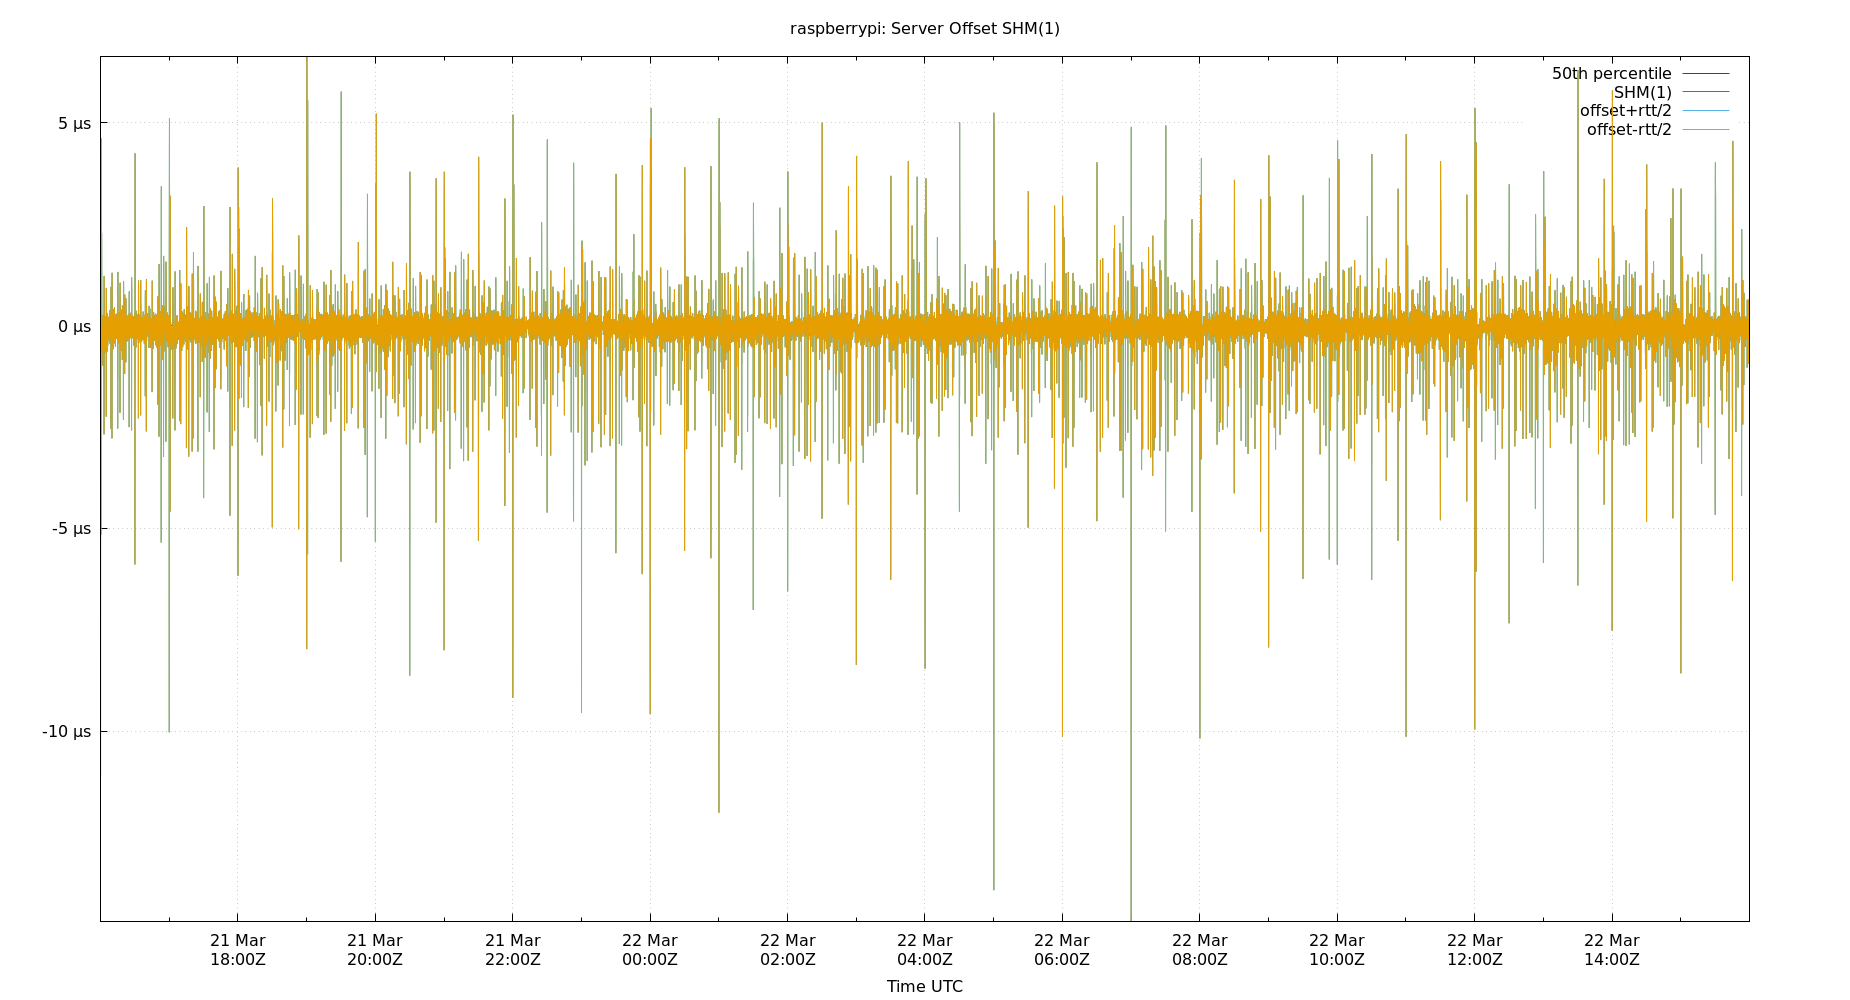 raspberrypi: Server Offset SHM(1)
50th percentile
SHM(1)
offset+rtt/2
offset-rtt/2
5 µs
0 µs
-5 µs
-10 µs
21 Mar 21 Mar 21 Mar 22 Mar 22 Mar 22 Mar 22 Mar 22 Mar 22 Mar 22 Mar 22 Mar
18:00Z 20:00Z 22:00Z 00:00Z 02:00Z 04:00Z 06:00Z 08:00Z 10:00Z 12:00Z 14:00Z
Time UTC